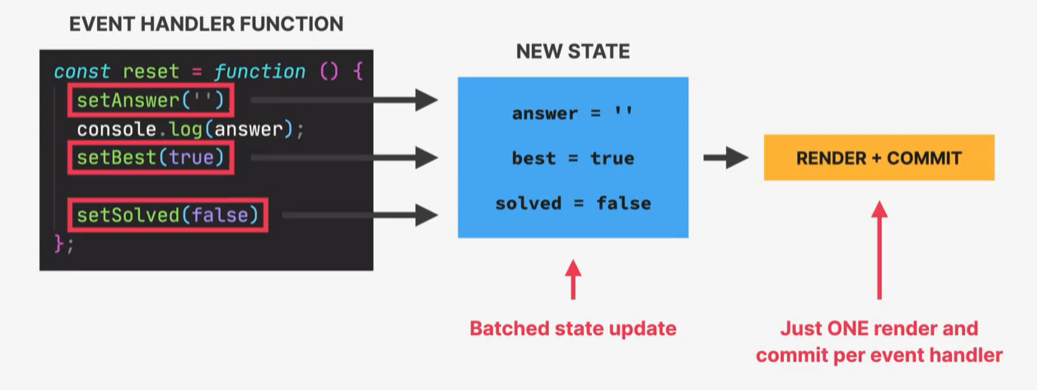 EVENT HANDLER FUNCTION
const reset = function () {
setAnswer('')
console.log(answer);
setBest(true)
setSolved(false)
};
NEW STATE
answer = ''
best = true
solved = false
Batched state update
RENDER + COMMIT
Just ONE render and
commit per event handler